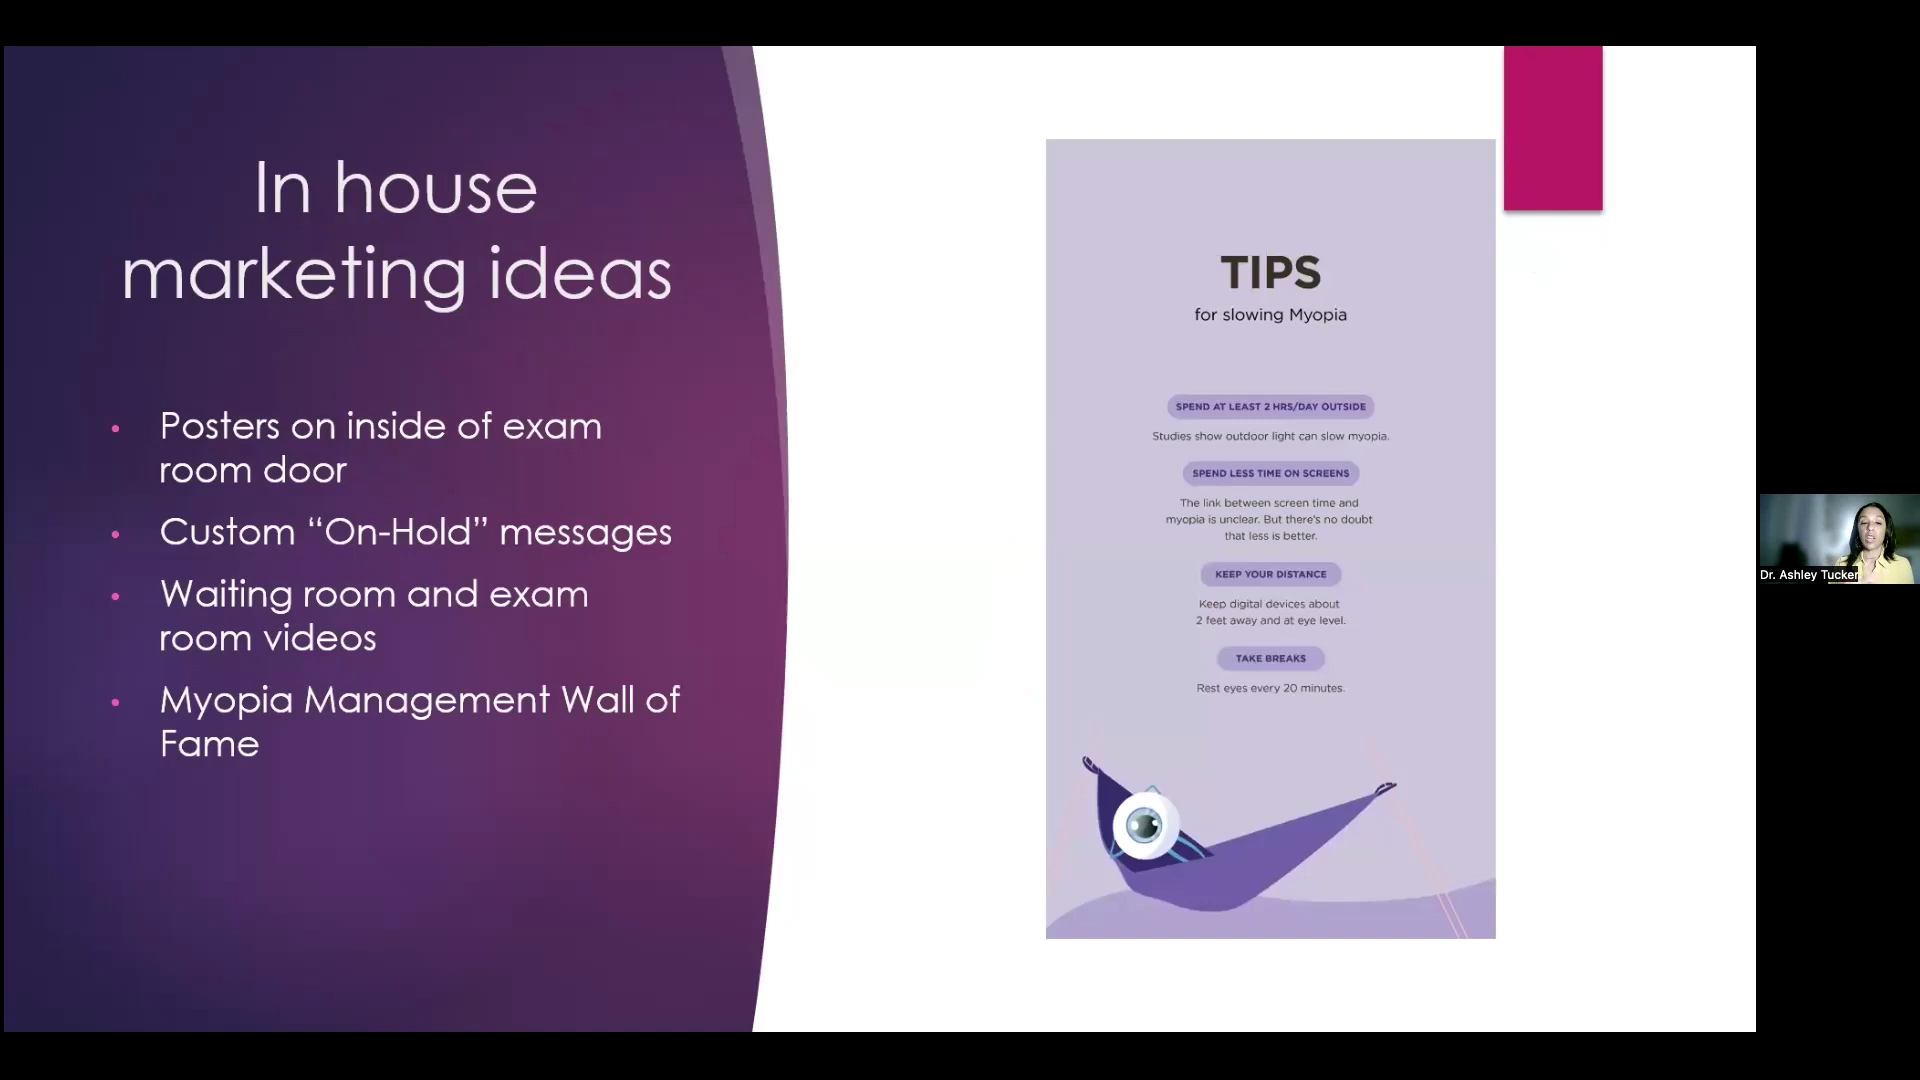 In house
marketing ideas
• Posters on inside of exam
room door
• Custom “On-Hold” messages
• Waiting room and exam
room videos
• Myopia Management Wall of
Fame
TIPS
for slowing Myopia
SPEND AT LEAST 2 HRS/DAY OUTSIDE
Studies show outdoor light can slow myopia.
SPEND LESS TIME ON SCREENS
The link between screen time and
myopia is unclear. But there's no doubt
that less is better.
KEEP YOUR DISTANCE
Keep digital devices about
2 feet away and at eye level.
TAKE BREAKS
Rest eyes every 20 minutes.
Dr. Ashley Tucker